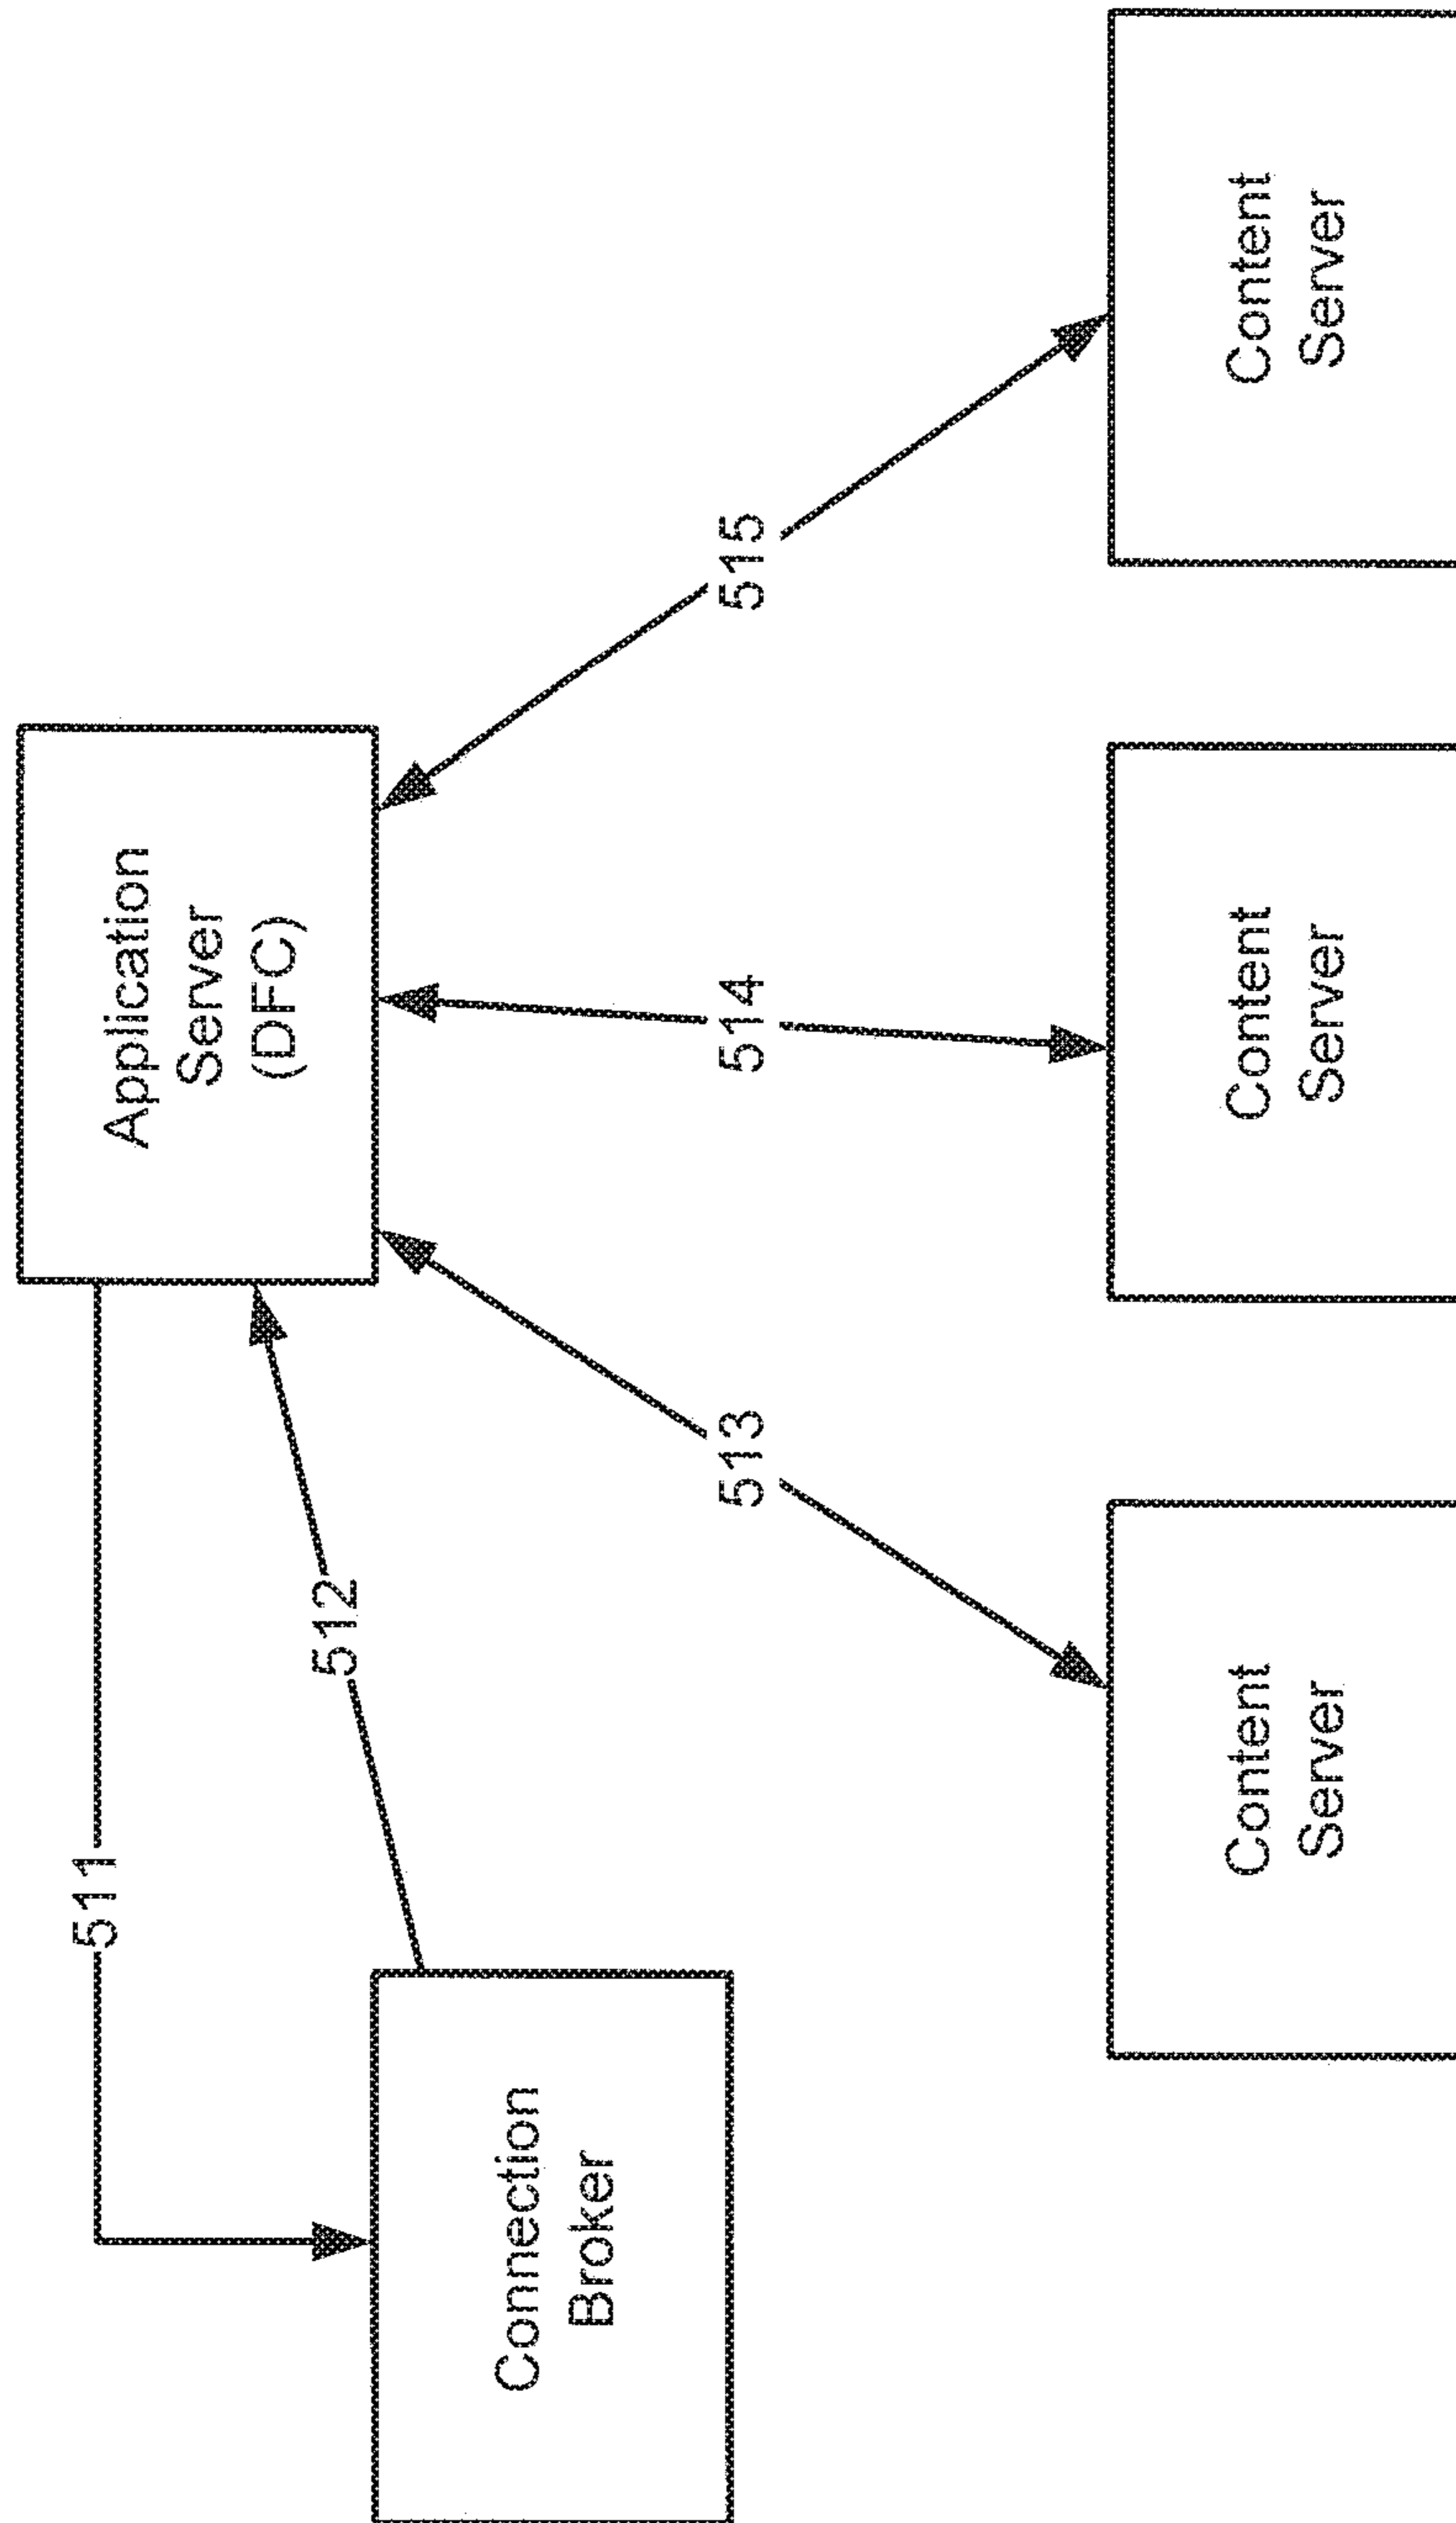 Application
Server
(DFC)
511
512
Connection
Broker
513
514
515
Content
Server
Content
Server
Content
Server